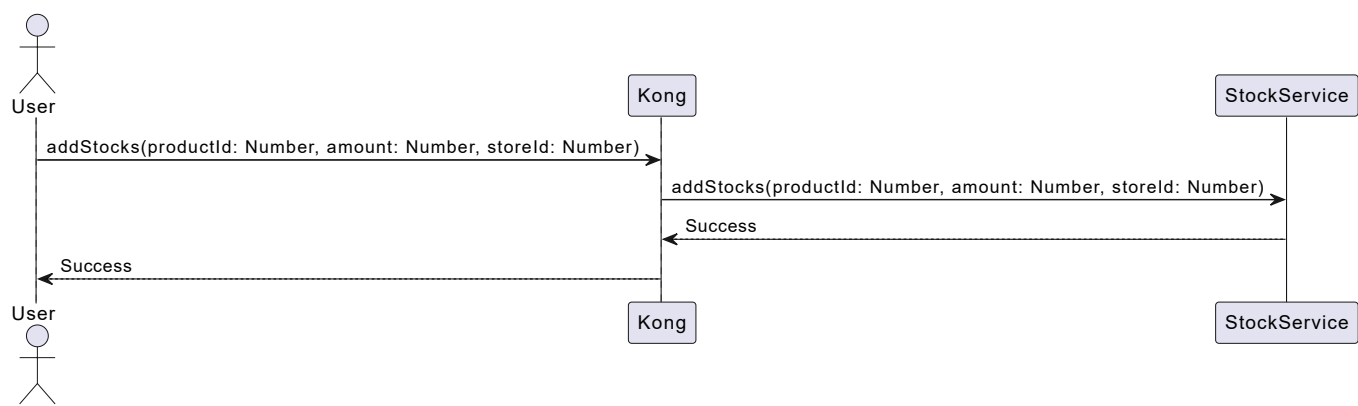 User
Kong
StockService
addStocks(productId: Number, amount: Number, storeId: Number)
addStocks(productId: Number, amount: Number, storeId: Number)
Success
Success
User
Kong
StockService